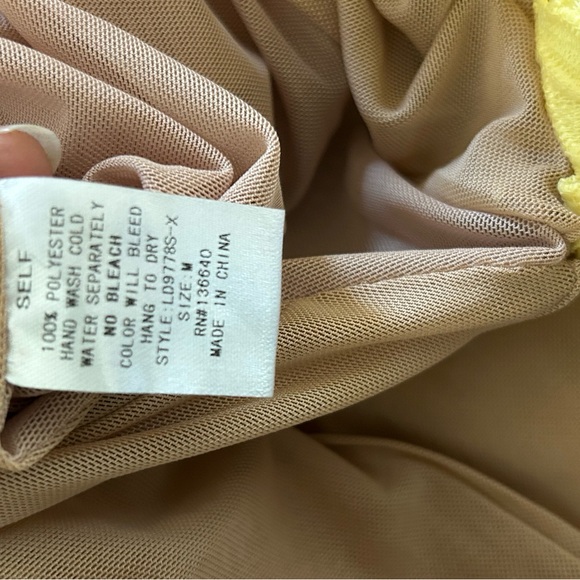 SELF
100% POLYESTER
HAND WASH COLD
WATER SEPARATELY
NO BLEACH
COLOR WILL BLEED
HANG TO DRY
STYLE:LD9778S-X
SIZE:M
RN#136640
MADE IN CHINA